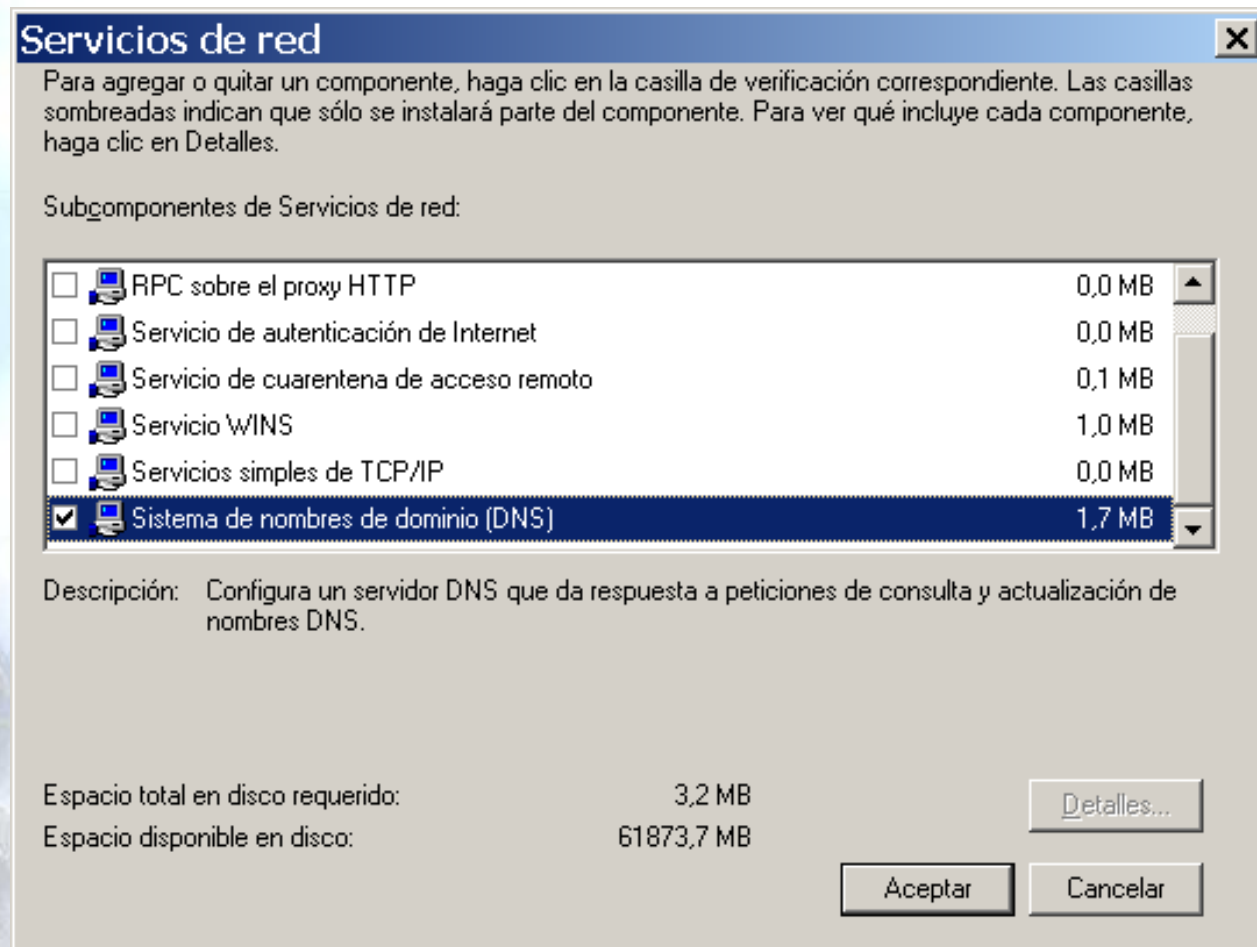 Servicios de red
Para agregar o quitar un componente, haga clic en la casilla de verificación correspondiente. Las casillas
sombreadas indican que sólo se instalará parte del componente. Para ver qué incluye cada componente,
haga clic en Detalles.
Subcomponentes de Servicios de red:
RPC sobre el proxy HTTP 0,0 MB
Servicio de autenticación de Internet 0,0 MB
Servicio de cuarentena de acceso remoto 0,1 MB
Servicio WINS 1,0 MB
Servicios simples de TCP/IP 0,0 MB
Sistema de nombres de dominio (DNS) 1,7 MB
Descripción: Configura un servidor DNS que da respuesta a peticiones de consulta y actualización de
nombres DNS.
Espacio total en disco requerido: 3,2 MB
Detalles...
Espacio disponible en disco: 61873,7 MB
Aceptar Cancelar